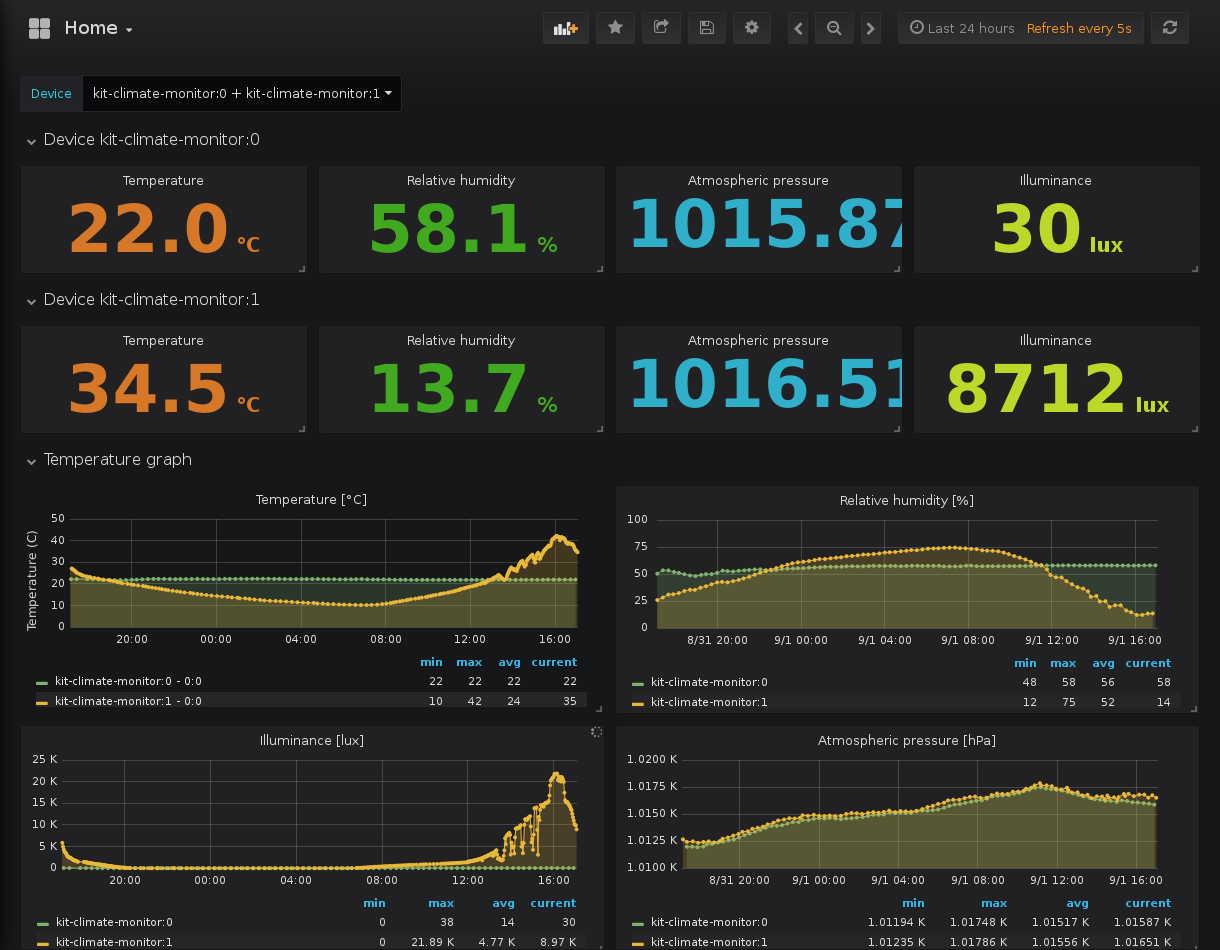 Home
Last 24 hours Refresh every 5s
Device kit-climate-monitor:0 + kit-climate-monitor:1
Device kit-climate-monitor:0
Temperature Relative humidity Atmospheric pressure Illuminance
22.0 °C 58.1 % 1015.87 30 lux
Device kit-climate-monitor:1
Temperature Relative humidity Atmospheric pressure Illuminance
34.5 °C 13.7 % 1016.51 8712 lux
Temperature graph
Temperature [°C]
Temperature (C)
50
40
30
20
10
0
20:00 00:00 04:00 08:00 12:00 16:00
min max avg current
kit-climate-monitor:0 - 0:0 22 22 22 22
kit-climate-monitor:1 - 0:0 10 42 24 35
Relative humidity [%]
100
75
50
25
0
8/31 20:00 9/1 00:00 9/1 04:00 9/1 08:00 9/1 12:00 9/1 16:00
min max avg current
kit-climate-monitor:0 48 58 56 58
kit-climate-monitor:1 12 75 52 14
Illuminance [lux]
25 K
20 K
15 K
10 K
5 K
0
20:00 00:00 04:00 08:00 12:00 16:00
min max avg current
kit-climate-monitor:0 0 38 14 30
kit-climate-monitor:1 0 21.89 K 4.77 K 8.97 K
Atmospheric pressure [hPa]
1.0200 K
1.0175 K
1.0150 K
1.0125 K
1.0100 K
8/31 20:00 9/1 00:00 9/1 04:00 9/1 08:00 9/1 12:00 9/1 16:00
min max avg current
kit-climate-monitor:0 1.01194 K 1.01748 K 1.01517 K 1.01587 K
kit-climate-monitor:1 1.01235 K 1.01786 K 1.01556 K 1.01651 K